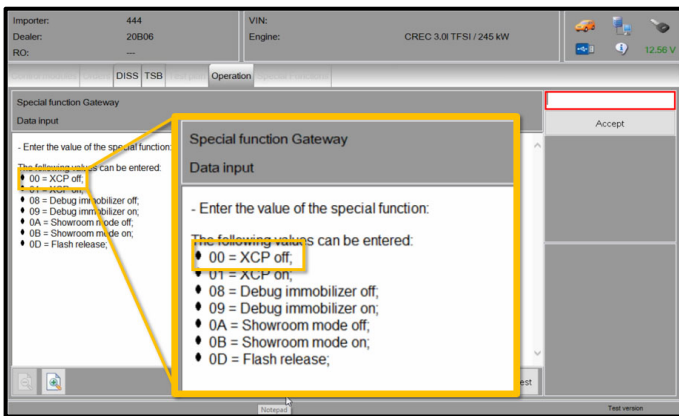 Importer: 444 VIN:
Dealer: 20B06 Engine: CREC 3.0l TFSI / 245 kW
RO: ---
12.56 V
DISS TSB Operation
Special function Gateway
Data input
Accept
- Enter the value of the special function:
The following values can be entered:
00 = XCP off;
01 = XCP on;
08 = Debug immobilizer off;
09 = Debug immobilizer on;
0A = Showroom mode off;
0B = Showroom mode on;
0D = Flash release;
Special function Gateway
Data input
- Enter the value of the special function:
The following values can be entered:
00 = XCP off;
01 = XCP on;
08 = Debug immobilizer off;
09 = Debug immobilizer on;
0A = Showroom mode off;
0B = Showroom mode on;
0D = Flash release;
Notepad
Test version